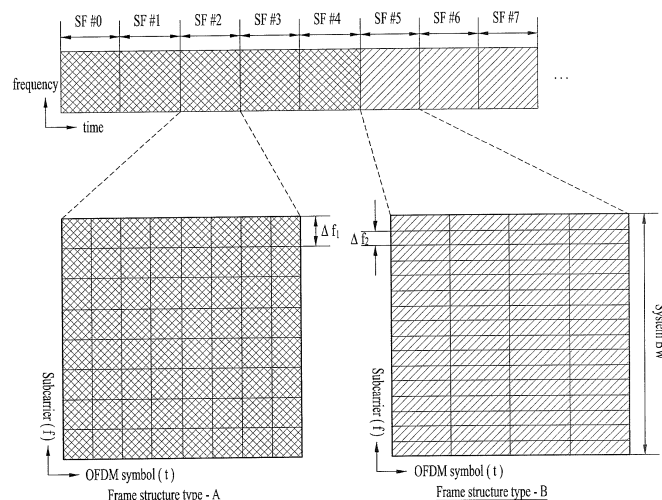 SF #0 SF #1 SF #2 SF #3 SF #4 SF #5 SF #6 SF #7
frequency
...
time
Δ f₁
Δ f₂
System BW
Subcarrier ( f )
Subcarrier ( f )
OFDM symbol ( t )
OFDM symbol ( t )
Frame structure type - A
Frame structure type - B